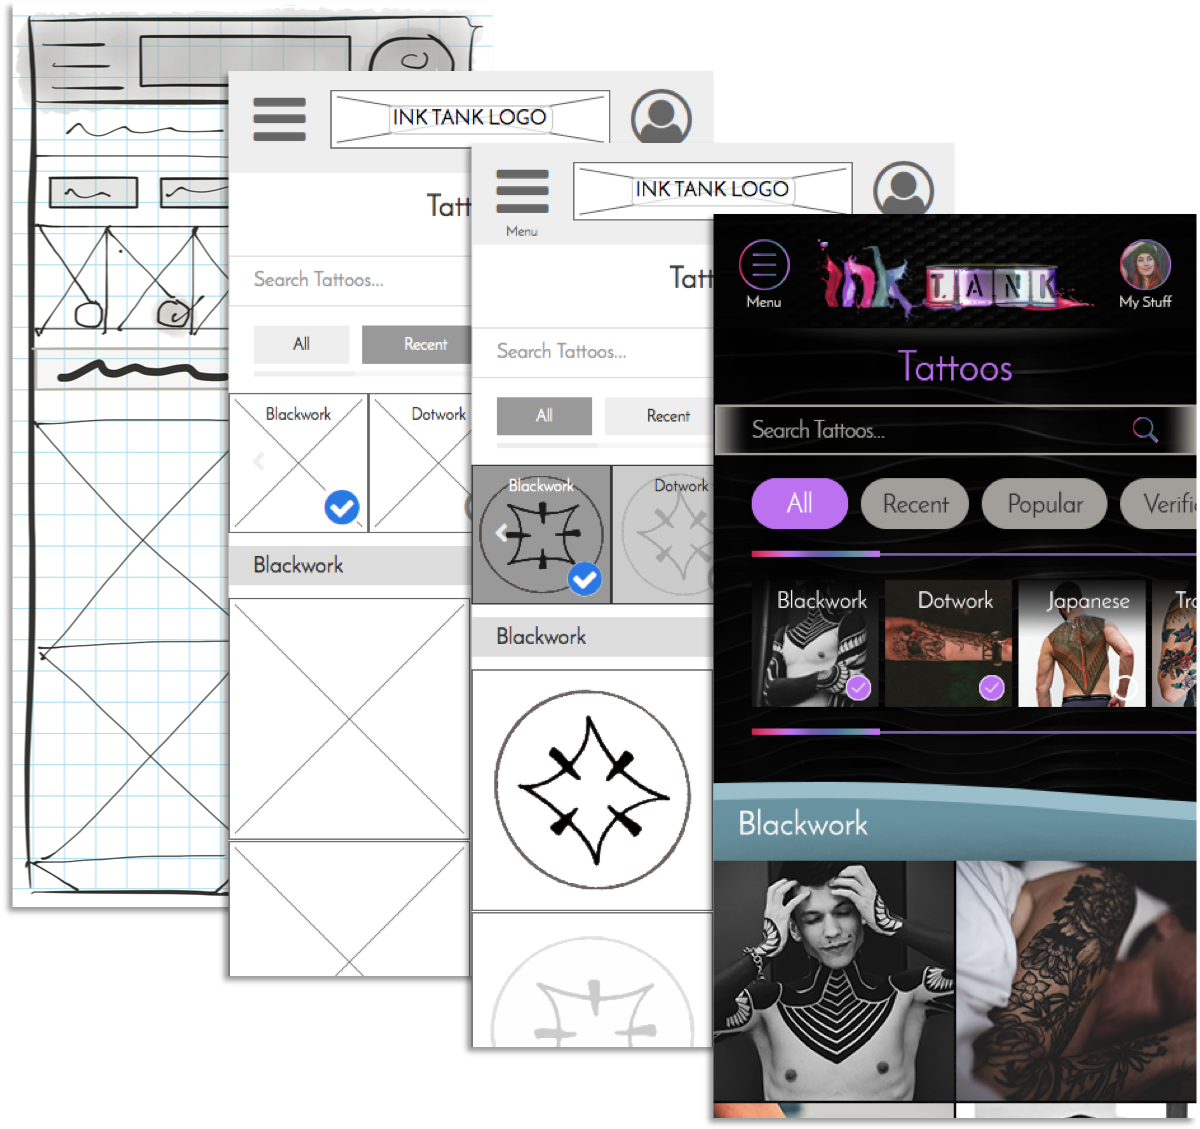 INK TANK LOGO
Tatt
Search Tattoos...
All
Recent
Blackwork
Dotwork
Blackwork
INK TANK LOGO
Menu
Tatt
Search Tattoos...
All
Recent
Blackwork
Dotwork
Blackwork
Menu
ink TANK
My Stuff
Tattoos
Search Tattoos...
All
Recent
Popular
Verifi
Blackwork
Dotwork
Japanese
Tra
Blackwork